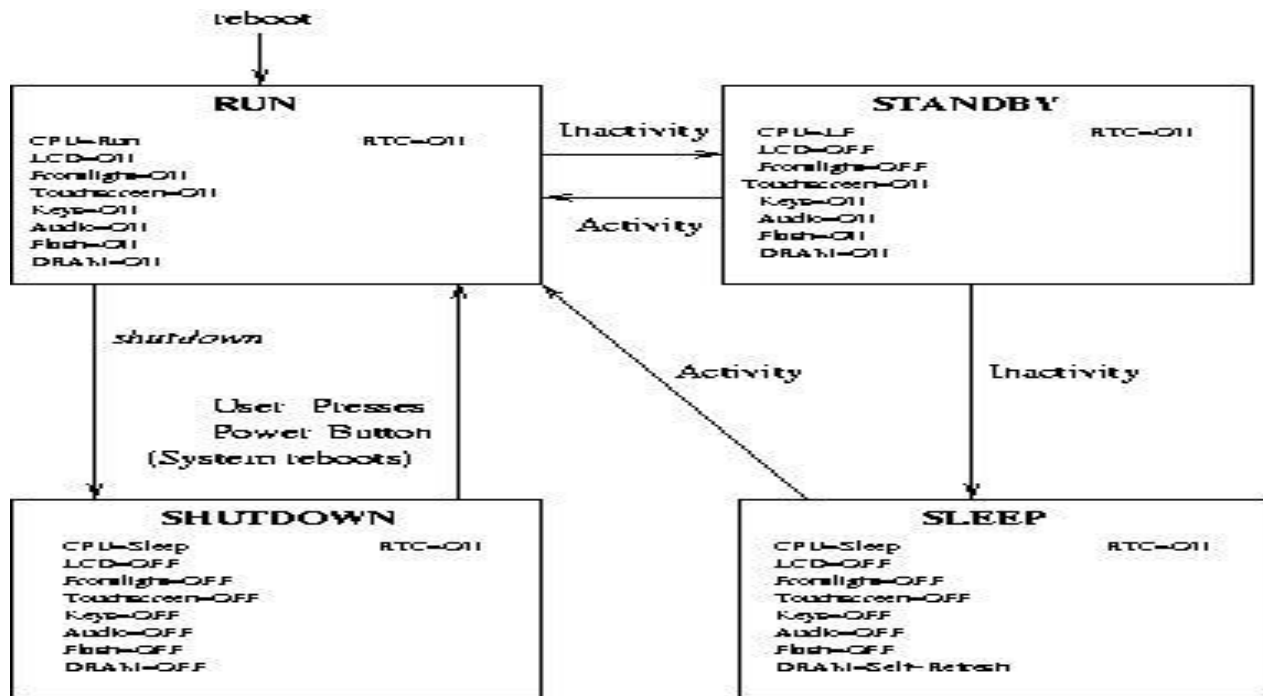 reboot
RUN
CPU=Run RTC=On
LCD=On
Frontlight=On
Touchscreen=On
Keys=On
Audio=On
Flash=On
DRAM=On
Inactivity
Activity
STANDBY
CPU=LF RTC=On
LCD=OFF
Frontlight=OFF
Touchscreen=On
Keys=On
Audio=On
Flash=On
DRAM=On
shutdown
User Presses
Power Button
(System reboots)
Activity
Inactivity
SHUTDOWN
CPU=Sleep RTC=On
LCD=OFF
Frontlight=OFF
Touchscreen=OFF
Keys=OFF
Audio=OFF
Flash=OFF
DRAM=OFF
SLEEP
CPU=Sleep RTC=On
LCD=OFF
Frontlight=OFF
Touchscreen=OFF
Keys=OFF
Audio=OFF
Flash=OFF
DRAM=Self-Refresh